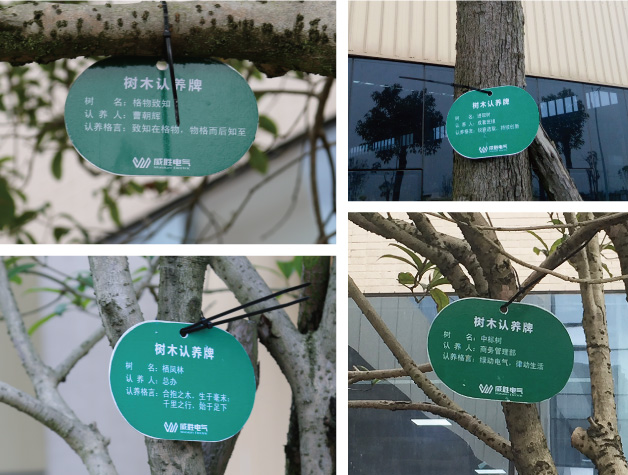 树木认养牌
树 名：格物致知
认 养 人：曹朝辉
认养格言：致知在格物，物格而后知至
威胜电气
树木认养牌
树 名：
认 养 人：
认养格言：
威胜电气
树木认养牌
树 名：栖凤林
认 养 人：总办
认养格言：合抱之木，生于毫末；
千里之行，始于足下
威胜电气
树木认养牌
树 名：中标树
认 养 人：商务管理部
认养格言：绿动电气，律动生活
威胜电气